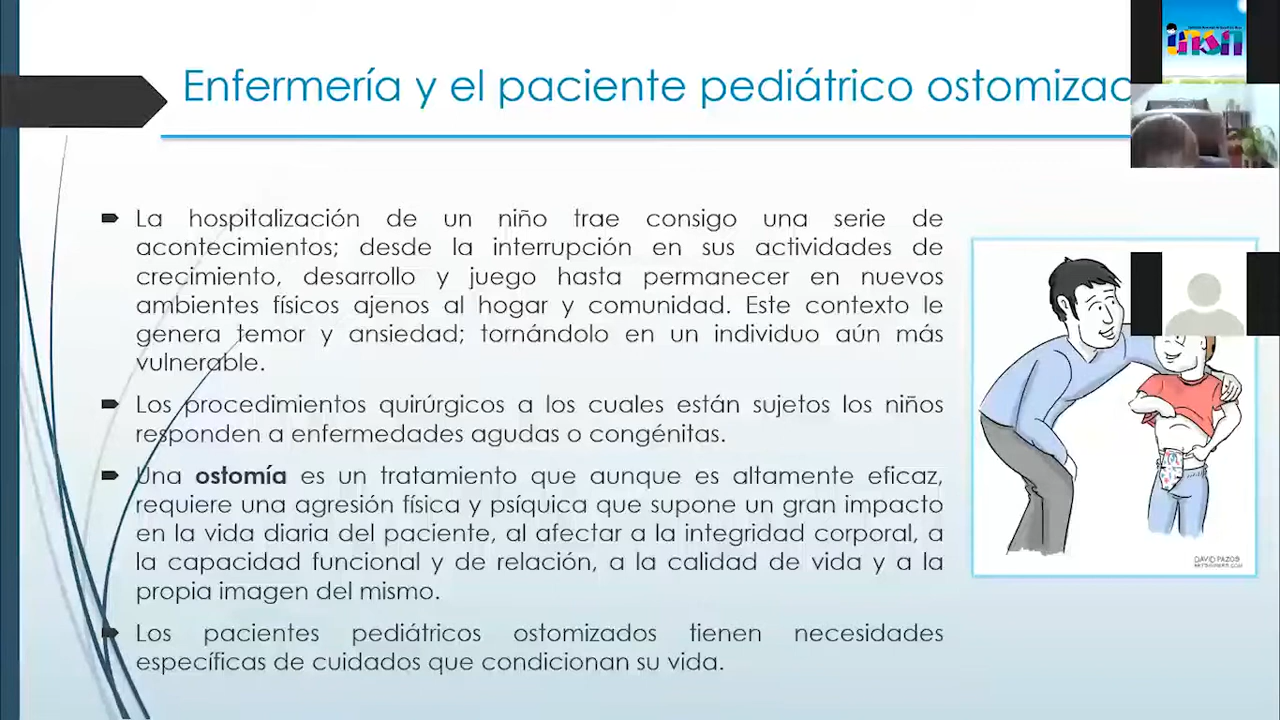 Enfermería y el paciente pediátrico ostomizad
La hospitalización de un niño trae consigo una serie de
acontecimientos; desde la interrupción en sus actividades de
crecimiento, desarrollo y juego hasta permanecer en nuevos
ambientes físicos ajenos al hogar y comunidad. Este contexto le
genera temor y ansiedad; tornándolo en un individuo aún más
vulnerable.
Los procedimientos quirúrgicos a los cuales están sujetos los niños
responden a enfermedades agudas o congénitas.
Una ostomía es un tratamiento que aunque es altamente eficaz,
requiere una agresión física y psíquica que supone un gran impacto
en la vida diaria del paciente, al afectar a la integridad corporal, a
la capacidad funcional y de relación, a la calidad de vida y a la
propia imagen del mismo.
Los pacientes pediátricos ostomizados tienen necesidades
específicas de cuidados que condicionan su vida.
insn
DAVID PAZOS